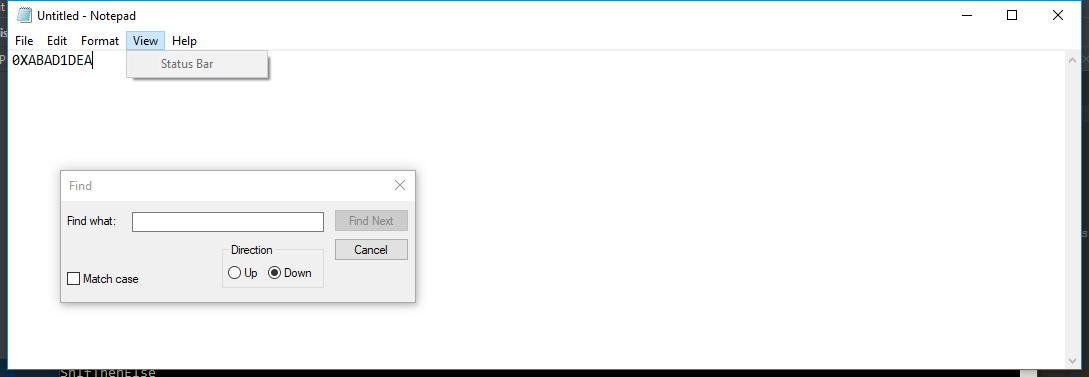 Untitled - Notepad
File Edit Format View Help
0XABAD1DEA
Status Bar
Find
Find what:
Find Next
Cancel
Direction
Up Down
Match case
ShIfThenElse